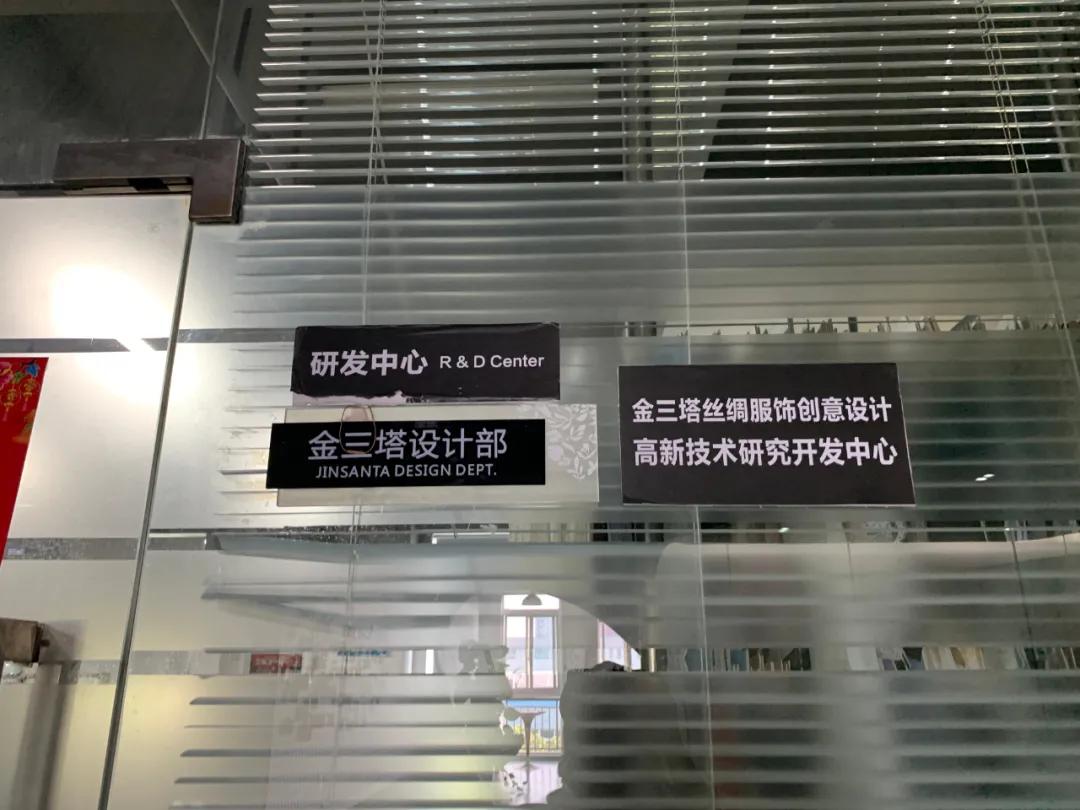 研发中心 R & D Center
金三塔设计部
JINSANTA DESIGN DEPT.
金三塔丝绸服饰创意设计
高新技术研究开发中心